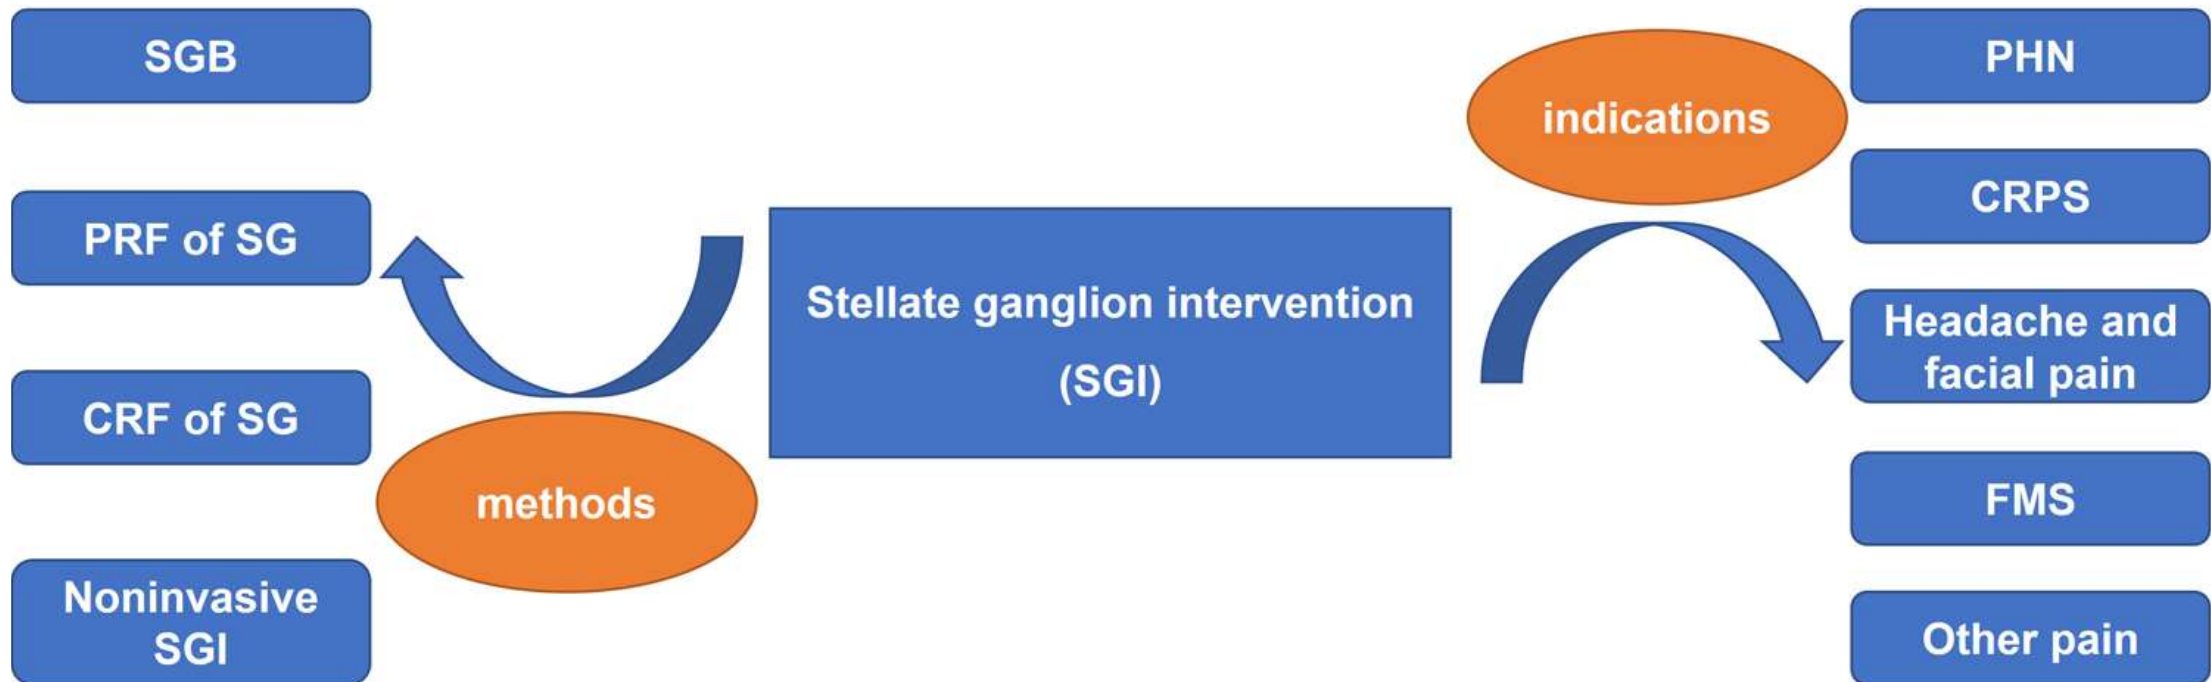 SGB
PRF of SG
CRF of SG
Noninvasive
SGI
methods
Stellate ganglion intervention
(SGI)
indications
PHN
CRPS
Headache and
facial pain
FMS
Other pain